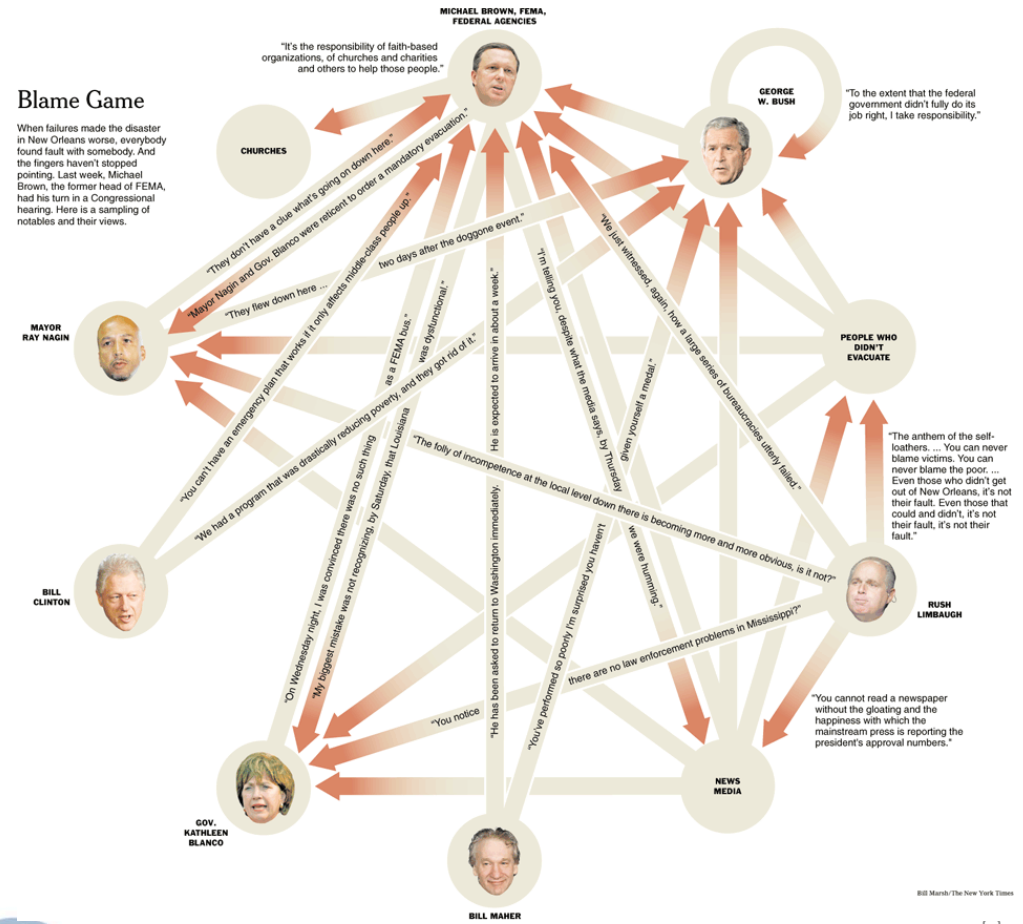 MICHAEL BROWN, FEMA,
FEDERAL AGENCIES
"It's the responsibility of faith-based
organizations, of churches and charities
and others to help those people."
Blame Game
When failures made the disaster
in New Orleans worse, everybody
found fault with somebody. And
the fingers haven't stopped
pointing. Last week, Michael
Brown, the former head of FEMA,
had his turn in a Congressional
hearing. Here is a sampling of
notables and their views.
CHURCHES
GEORGE
W. BUSH
"To the extent that the federal
government didn't fully do its
job right, I take responsibility."
"They don't have a clue what's going on down here."
"Mayor Nagin and Gov. Blanco were reticent to order a mandatory evacuation."
"They flew down here ... two days after the doggone event."
MAYOR
RAY NAGIN
PEOPLE WHO
DIDN'T
EVACUATE
"You can't have an emergency plan that works if it only affects middle-class people up."
"We had a program that was drastically reducing poverty, and they got rid of it."
"On Wednesday night, I was convinced there was no such thing as a FEMA bus."
"My biggest mistake was not recognizing, by Saturday, that Louisiana was dysfunctional."
"He has been asked to return to Washington immediately. He is expected to arrive in about a week."
"You've performed so poorly I'm surprised you haven't given yourself a medal."
"I'm telling you, despite what the media says, by Thursday we were humming."
"We just witnessed, again, how a large series of bureaucracies utterly failed."
"The folly of incompetence at the local level down there is becoming more and more obvious, is it not?"
"The anthem of the self-
loathers. ... You can never
blame victims. You can
never blame the poor. ...
Even those who didn't get
out of New Orleans, it's not
their fault. Even those that
could and didn't, it's not
their fault, it's not their
fault."
BILL
CLINTON
RUSH
LIMBAUGH
"You notice there are no law enforcement problems in Mississippi?"
"You cannot read a newspaper
without the gloating and the
happiness with which the
mainstream press is reporting the
president's approval numbers."
NEWS
MEDIA
GOV.
KATHLEEN
BLANCO
BILL MAHER
Bill Marsh/The New York Times